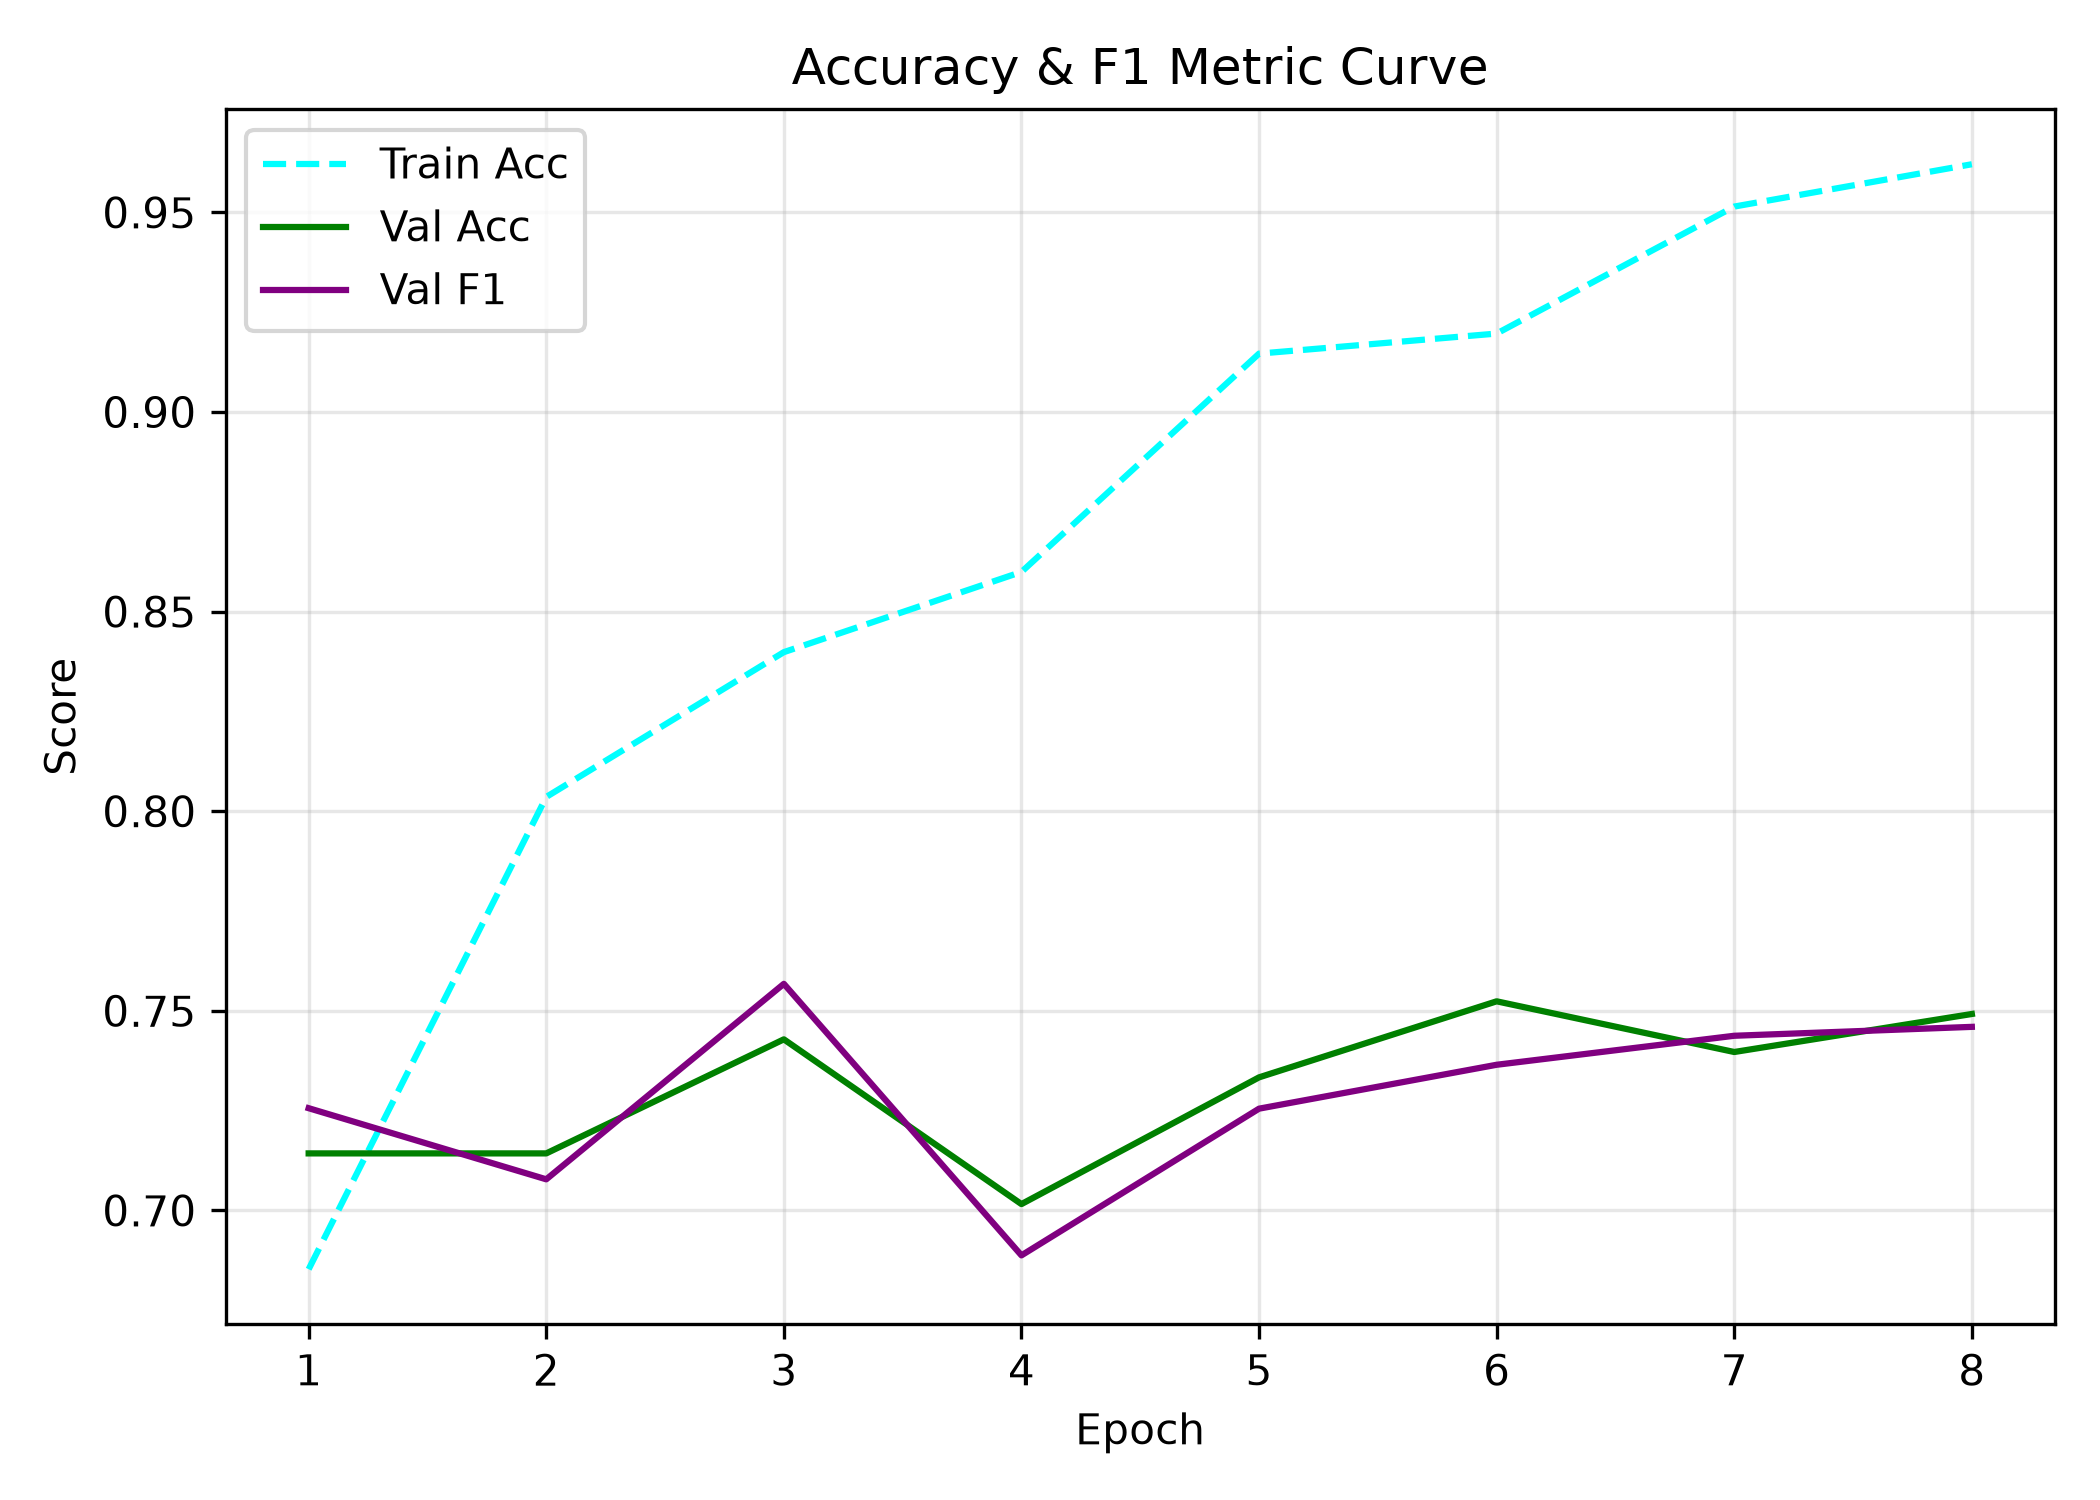 Accuracy & F1 Metric Curve
Train Acc
Val Acc
Val F1
0.95
0.90
0.85
0.80
0.75
0.70
Score
1 2 3 4 5 6 7 8
Epoch